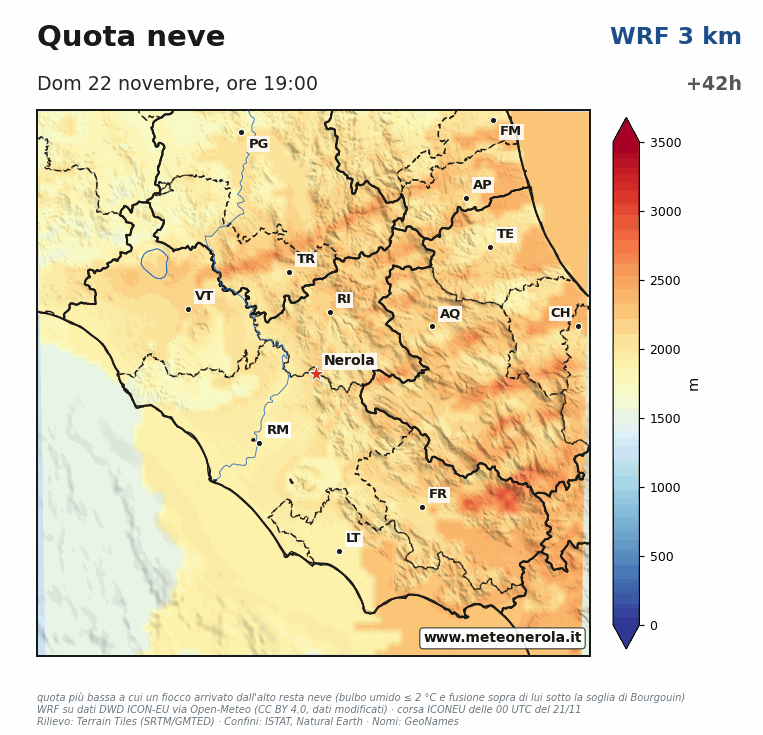 Quota neve
WRF 3 km
Dom 22 novembre, ore 19:00
+42h
FM
PG
AP
TE
TR
VT
RI
AQ
CH
Nerola
RM
FR
LT
www.meteonerola.it
3500
3000
2500
2000
1500
1000
500
0
m
quota più bassa a cui un fiocco arrivato dall'alto resta neve (bulbo umido ≤ 2 °C e fusione sopra di lui sotto la soglia di Bourgouin)
WRF su dati DWD ICON-EU via Open-Meteo (CC BY 4.0, dati modificati) · corsa ICONEU delle 00 UTC del 21/11
Rilievo: Terrain Tiles (SRTM/GMTED) · Confini: ISTAT, Natural Earth · Nomi: GeoNames